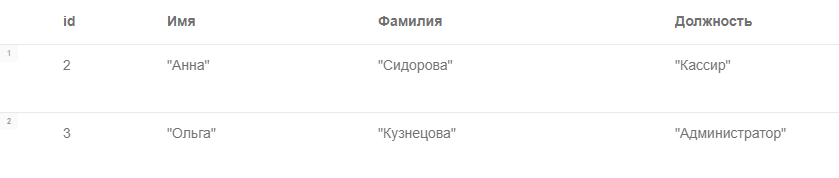 id Имя Фамилия Должность
1
2 "Анна" "Сидорова" "Кассир"
2
3 "Ольга" "Кузнецова" "Администратор"